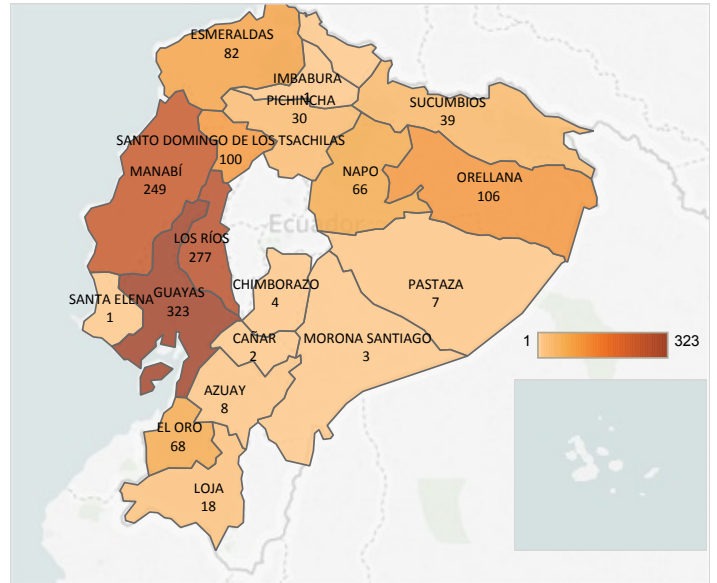 ESMERALDAS
82
IMBABURA
1
PICHINCHA
30
SUCUMBIOS
39
SANTO DOMINGO DE LOS TSACHILAS
100
MANABÍ
249
NAPO
66
ORELLANA
106
LOS RÍOS
277
Ecuador
SANTA ELENA
1
GUAYAS
323
CHIMBORAZO
4
PASTAZA
7
CAÑAR
2
MORONA SANTIAGO
3
1
323
AZUAY
8
EL ORO
68
LOJA
18